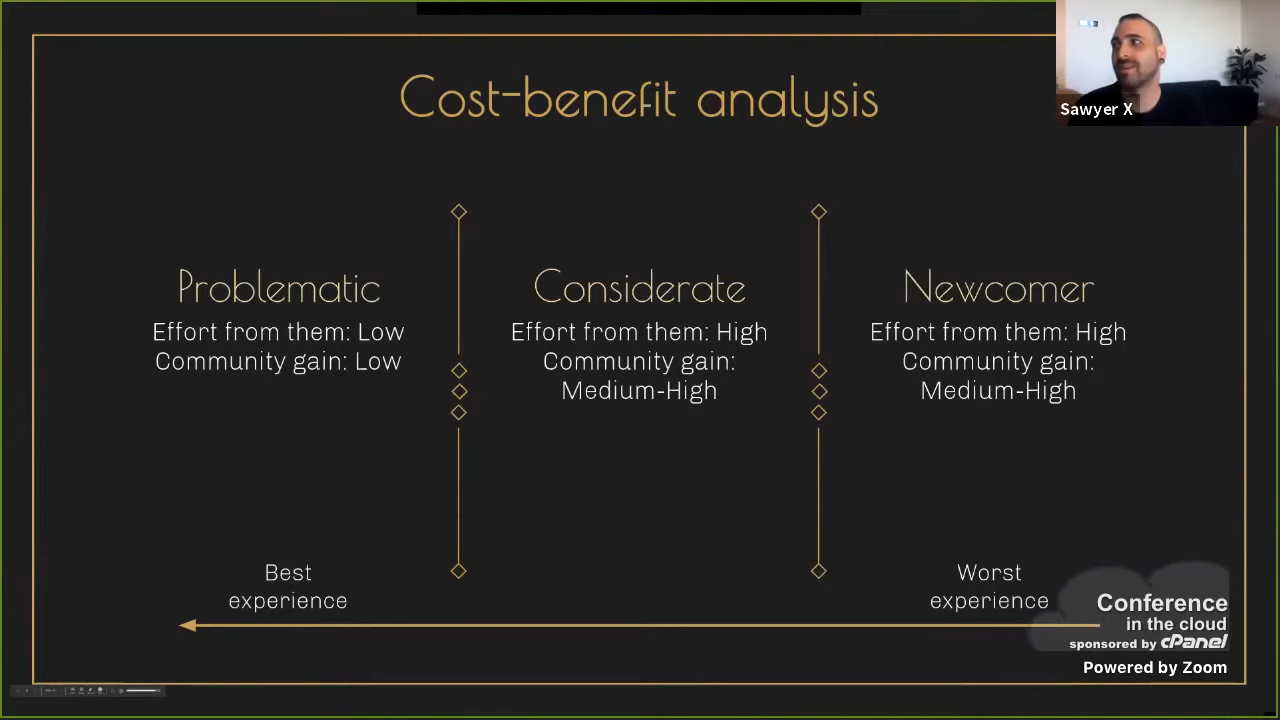 Cost-benefit analysis
Sawyer X
Problematic
Effort from them: Low
Community gain: Low
Considerate
Effort from them: High
Community gain:
Medium-High
Newcomer
Effort from them: High
Community gain:
Medium-High
Best
experience
Worst
experience
Conference
in the cloud
sponsored by cPanel
Powered by Zoom